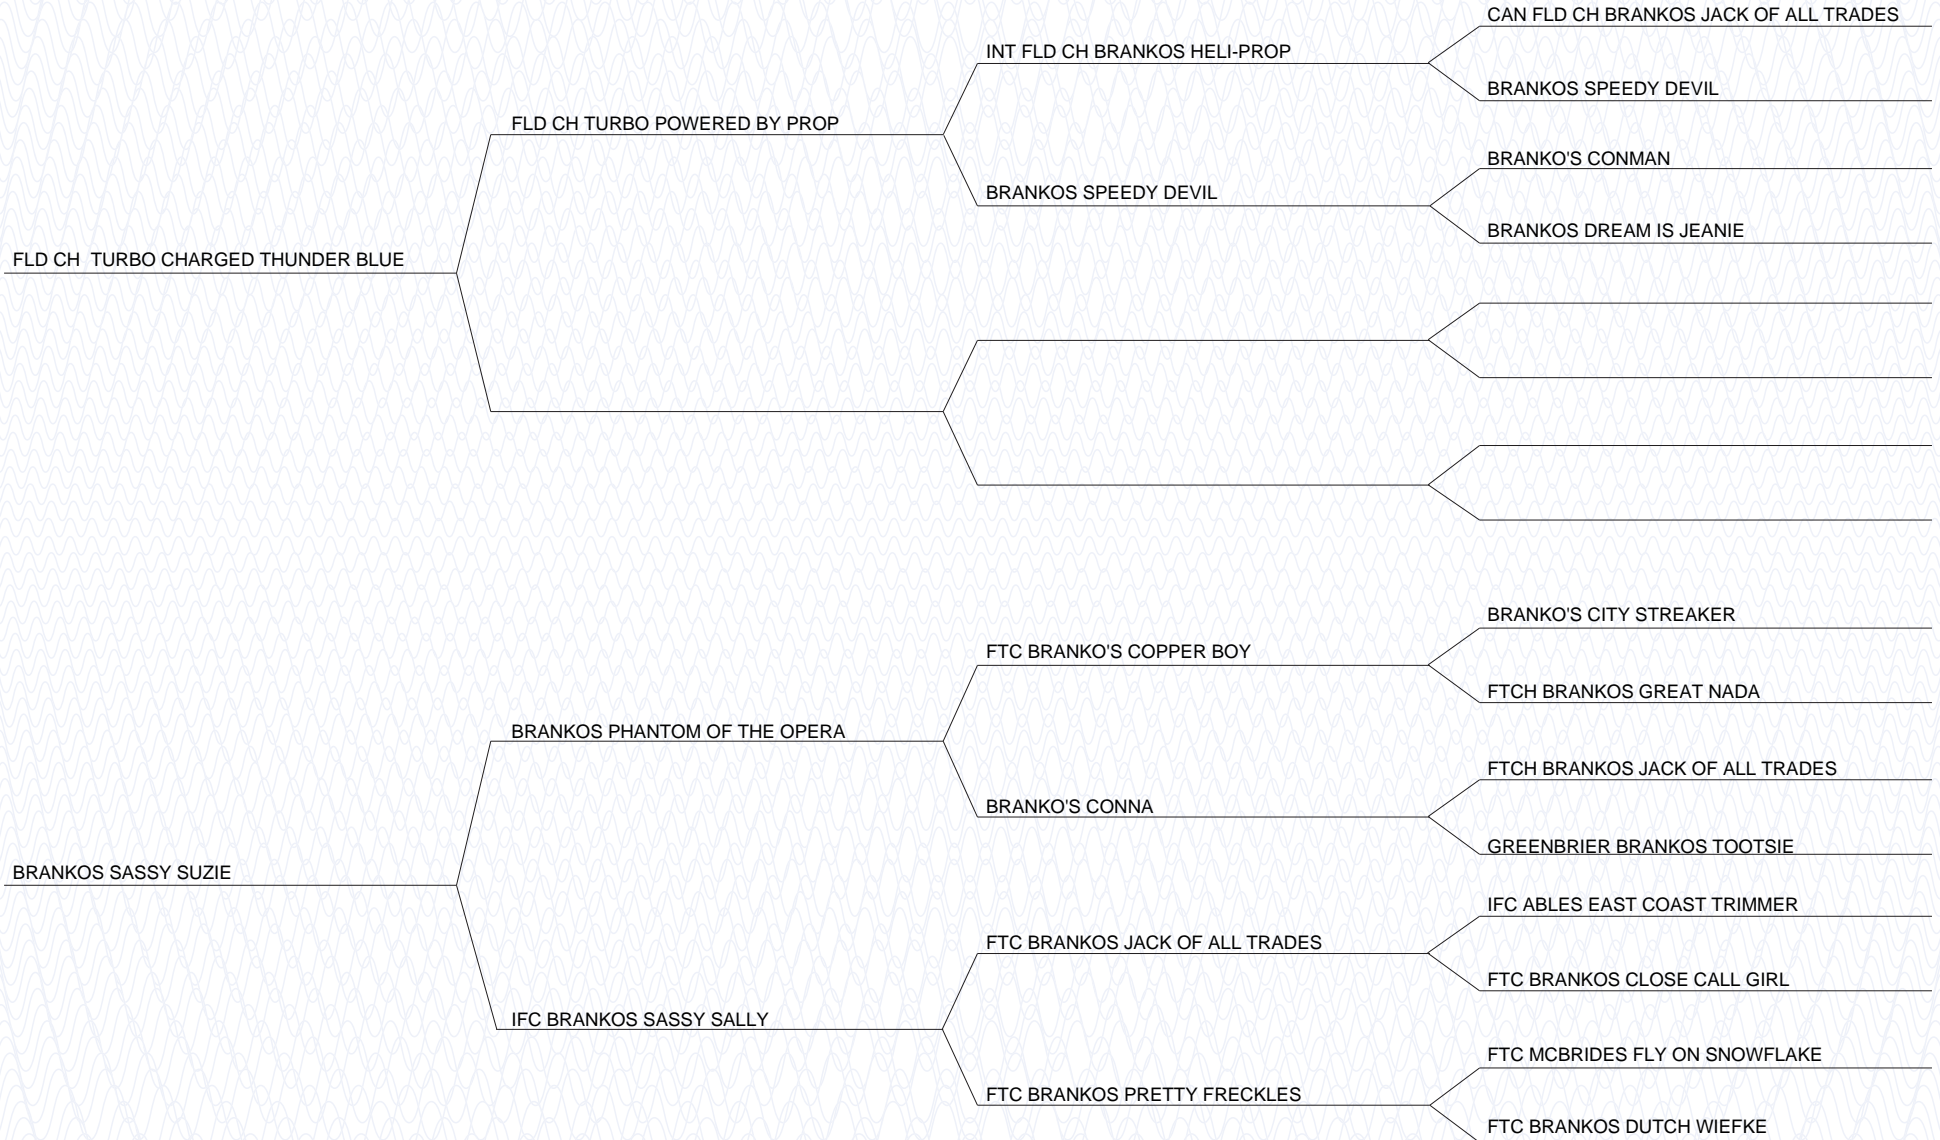 CAN FLD CH BRANKOS JACK OF ALL TRADES
INT FLD CH BRANKOS HELI-PROP
BRANKOS SPEEDY DEVIL
FLD CH TURBO POWERED BY PROP
BRANKO'S CONMAN
BRANKOS SPEEDY DEVIL
BRANKOS DREAM IS JEANIE
FLD CH  TURBO CHARGED THUNDER BLUE
BRANKO'S CITY STREAKER
FTC BRANKO'S COPPER BOY
FTCH BRANKOS GREAT NADA
BRANKOS PHANTOM OF THE OPERA
FTCH BRANKOS JACK OF ALL TRADES
BRANKO'S CONNA
GREENBRIER BRANKOS TOOTSIE
BRANKOS SASSY SUZIE
IFC ABLES EAST COAST TRIMMER
FTC BRANKOS JACK OF ALL TRADES
FTC BRANKOS CLOSE CALL GIRL
IFC BRANKOS SASSY SALLY
FTC MCBRIDES FLY ON SNOWFLAKE
FTC BRANKOS PRETTY FRECKLES
FTC BRANKOS DUTCH WIEFKE